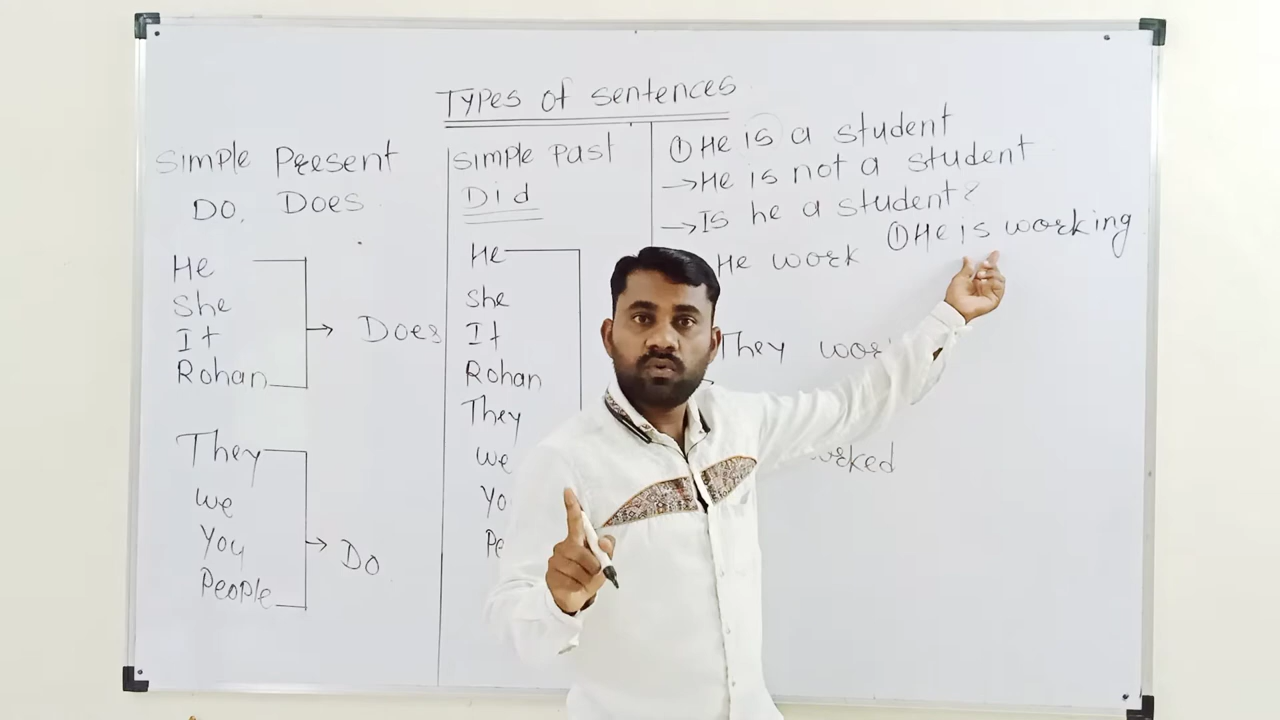 Types of sentences
Simple Present
Do, Does
He
She
It
Rohan
Does
They
we
You
People
Do
Simple Past
Did
He
She
It
Rohan
They
we
① He is a student
→ He is not a student
→ Is he a student?
He work ① He is working
They